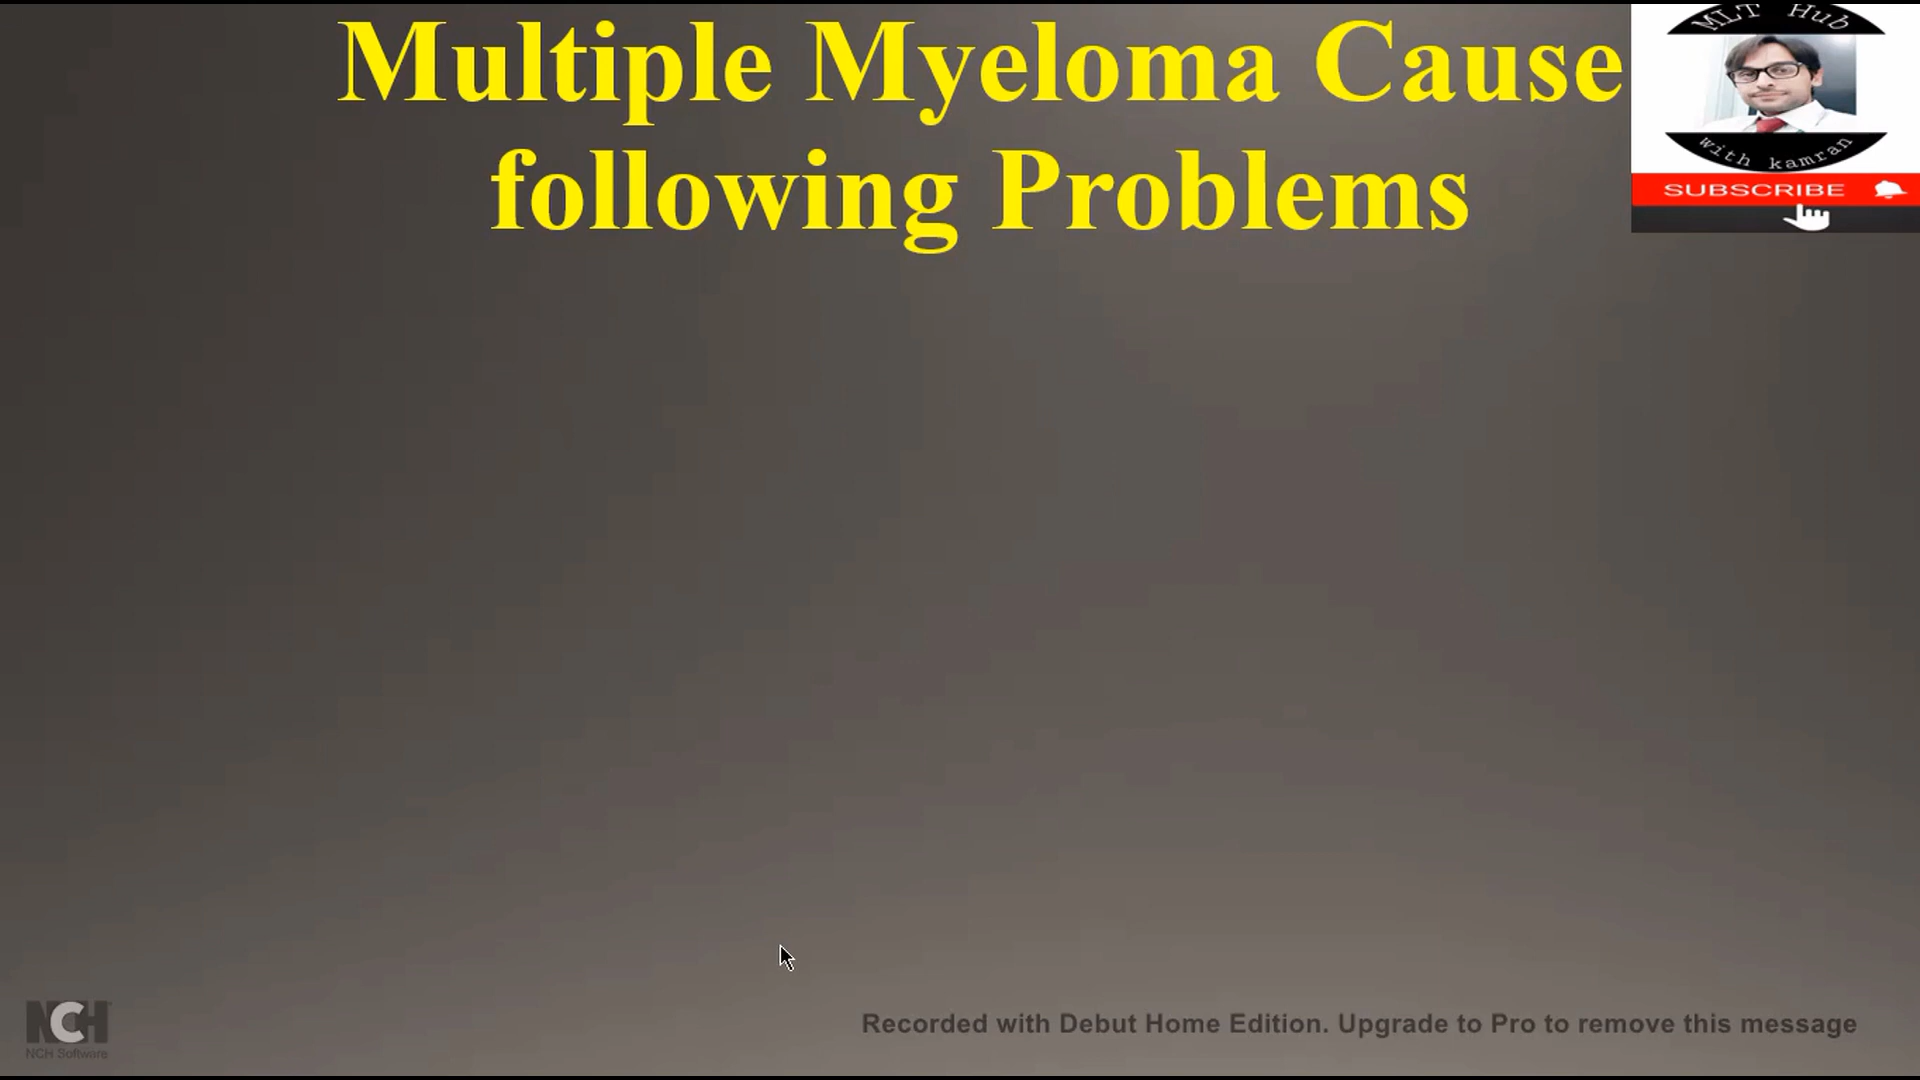 Multiple Myeloma Cause
following Problems
MLT Hub
with kamran
SUBSCRIBE
NCH
NCH Software
Recorded with Debut Home Edition. Upgrade to Pro to remove this message